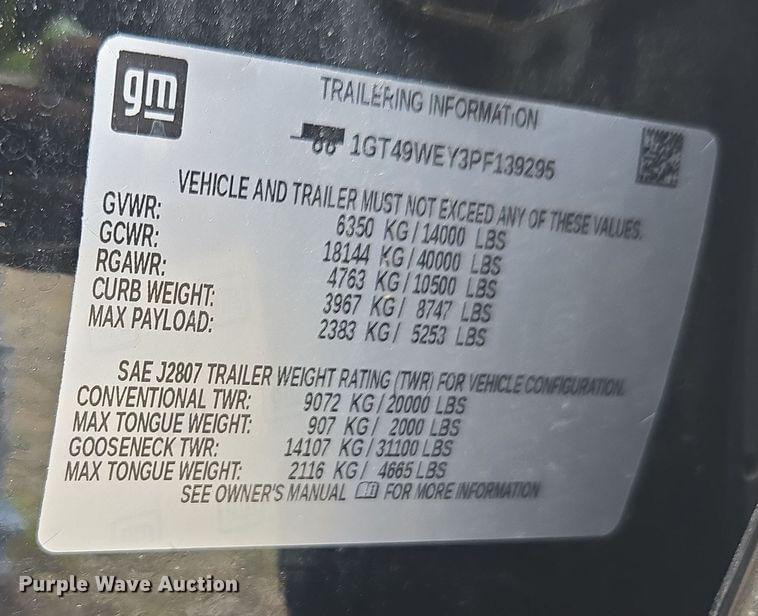 gm
TRAILERING INFORMATION
1GT49WEY3PF139295
VEHICLE AND TRAILER MUST NOT EXCEED ANY OF THESE VALUES.
GVWR: 6350 KG/14000 LBS
GCWR: 18144 KG/40000 LBS
RGAWR: 4763 KG/10500 LBS
CURB WEIGHT: 3967 KG/ 8747 LBS
MAX PAYLOAD: 2383 KG/ 5253 LBS
SAE J2807 TRAILER WEIGHT RATING (TWR) FOR VEHICLE CONFIGURATION.
CONVENTIONAL TWR: 9072 KG/20000 LBS
MAX TONGUE WEIGHT: 907 KG/ 2000 LBS
GOOSENECK TWR: 14107 KG/31100 LBS
MAX TONGUE WEIGHT: 2116 KG/ 4665 LBS
SEE OWNER'S MANUAL FOR MORE INFORMATION
Purple Wave Auction